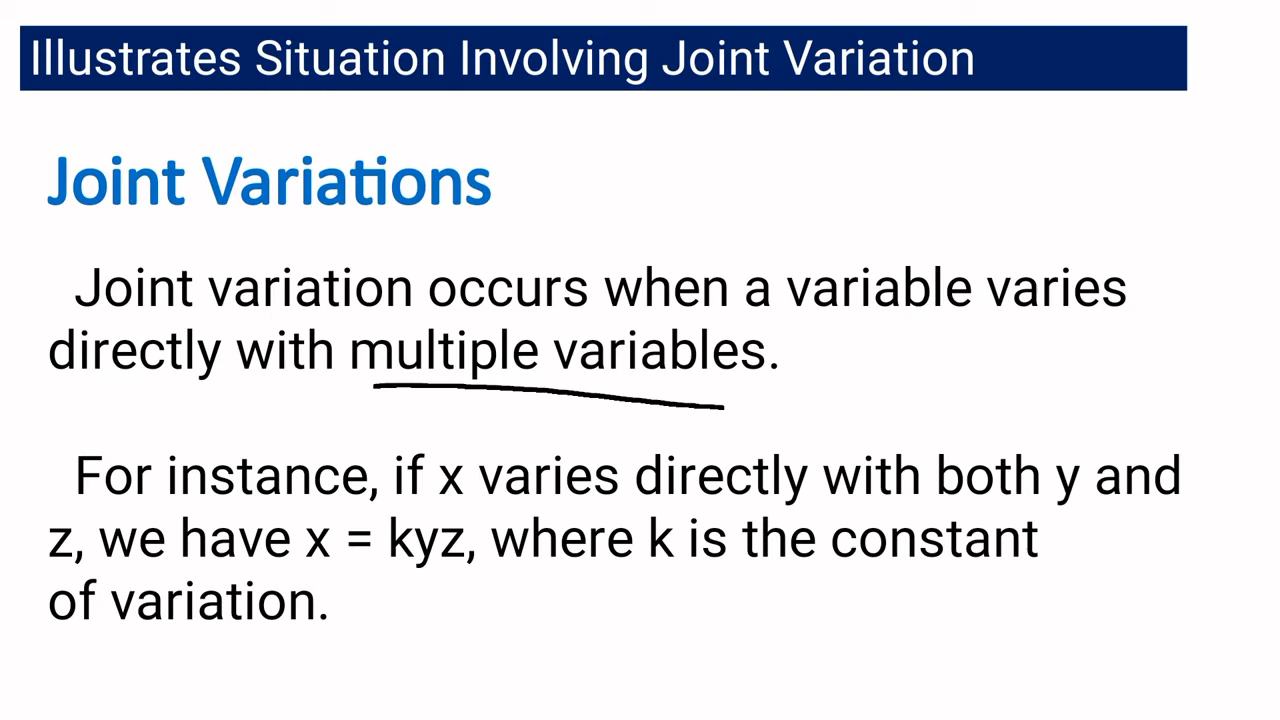 Illustrates Situation Involving Joint Variation
Joint Variations
Joint variation occurs when a variable varies
directly with multiple variables.
For instance, if x varies directly with both y and
z, we have x = kyz, where k is the constant
of variation.